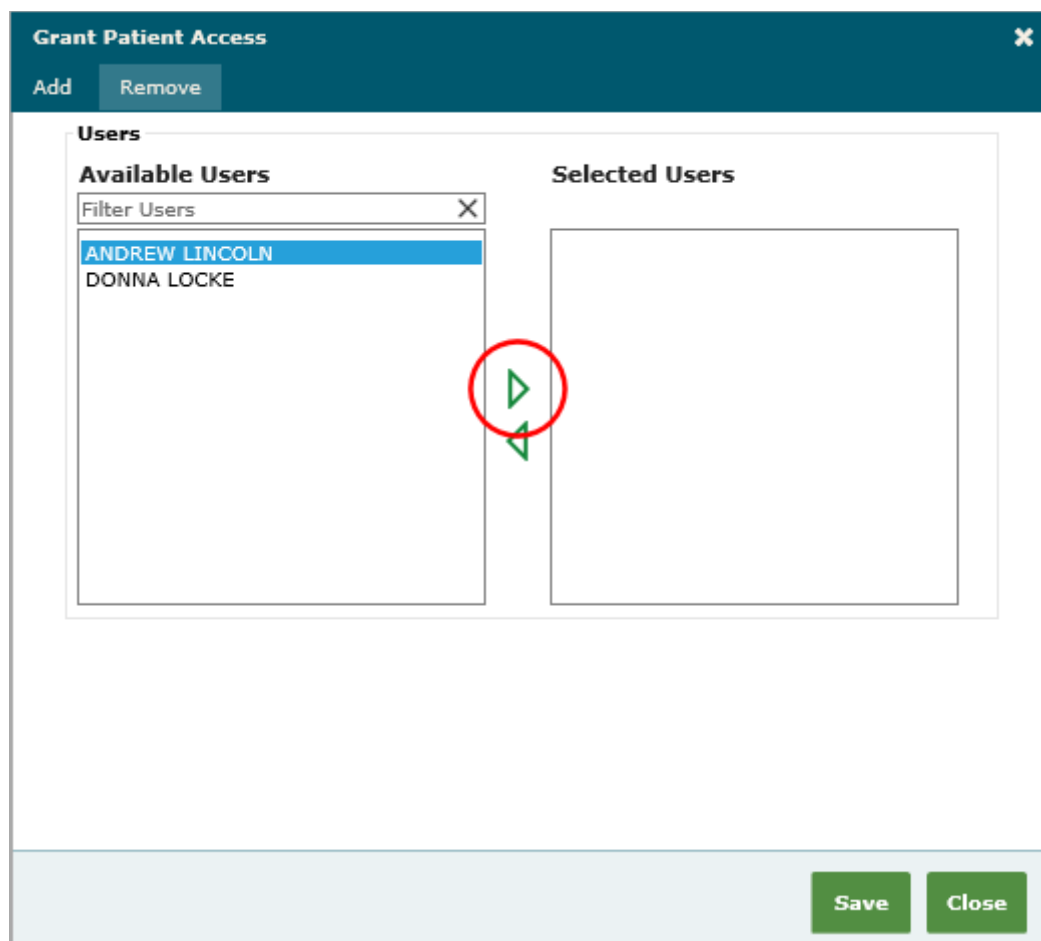 Grant Patient Access
Add Remove
Users
Available Users Selected Users
Filter Users
ANDREW LINCOLN
DONNA LOCKE
Save Close